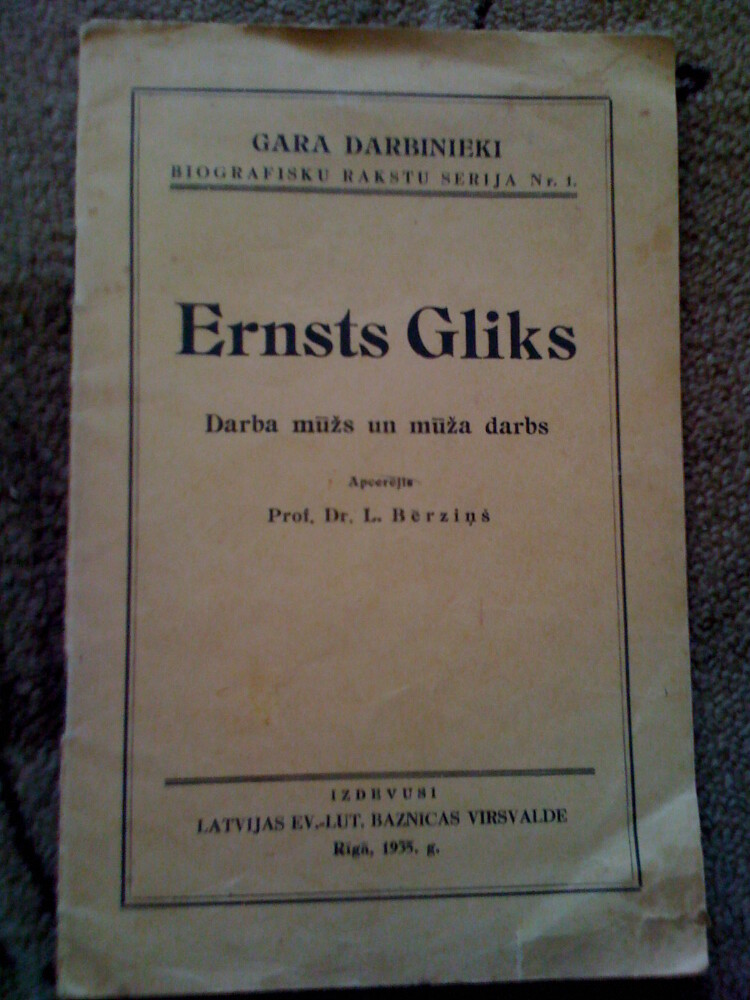 GARA DARBINIEKI
BIOGRAFISKU RAKSTU SERIJA Nr. 1.
Ernsts Gliks
Darba mūžs un mūža darbs
Apcerējis
Prof. Dr. L. Bērziņš
IZDEVUSI
LATVIJAS EV.-LUT. BAZNICAS VIRSVALDE
Rīgā, 1935. g.